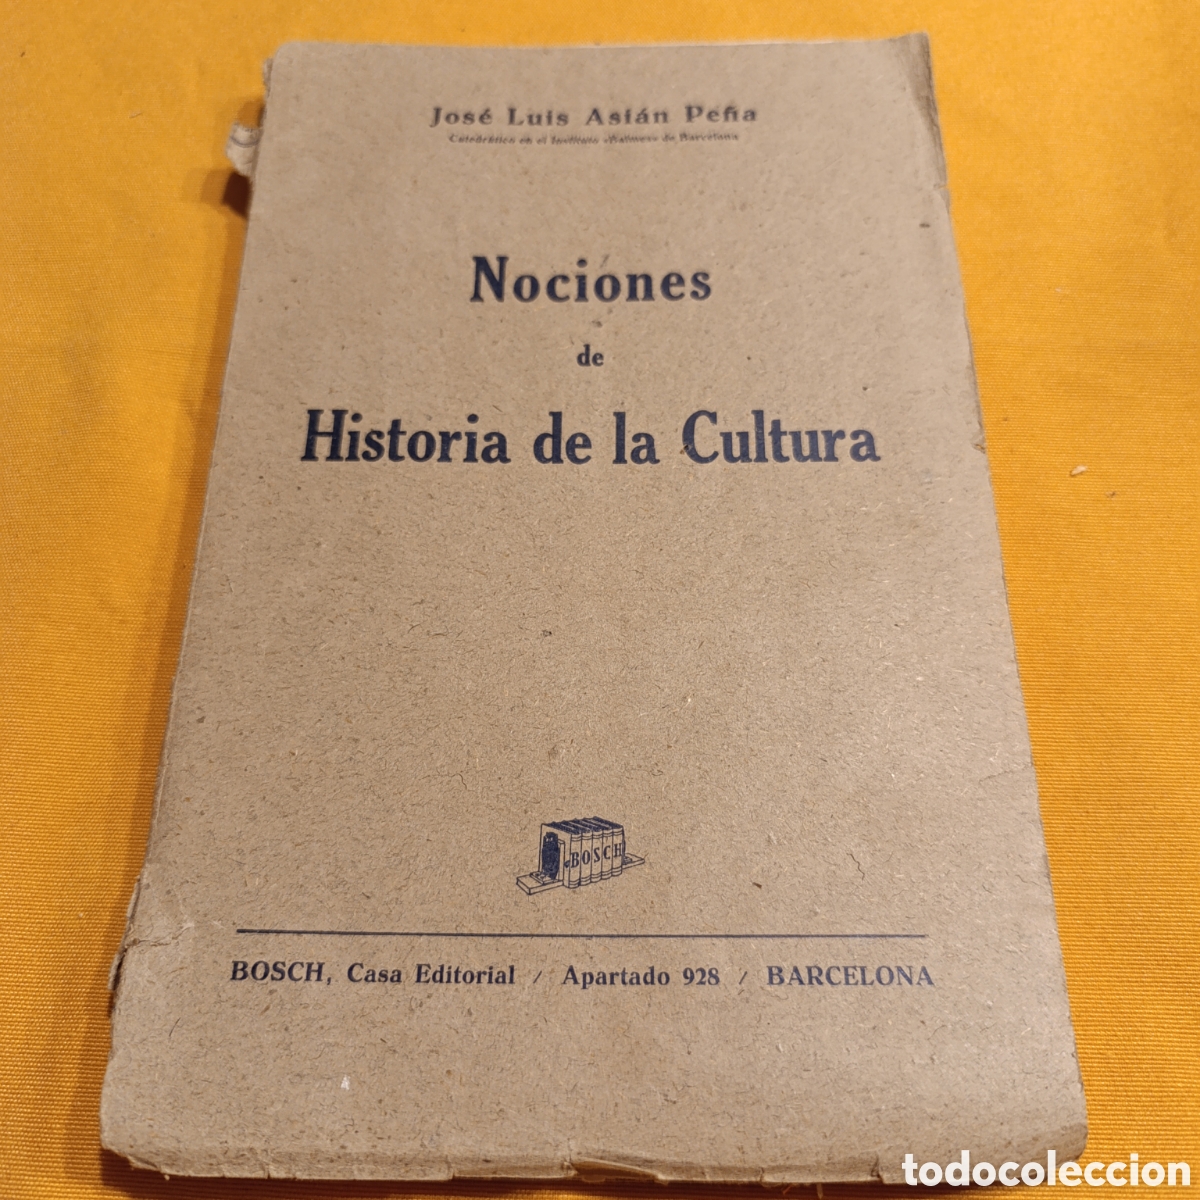 José Luis Asián Peña
Catedrático en el Instituto «Balmes» de Barcelona
Nociones
de
Historia de la Cultura
BOSCH
BOSCH, Casa Editorial / Apartado 928 / BARCELONA
todocoleccion